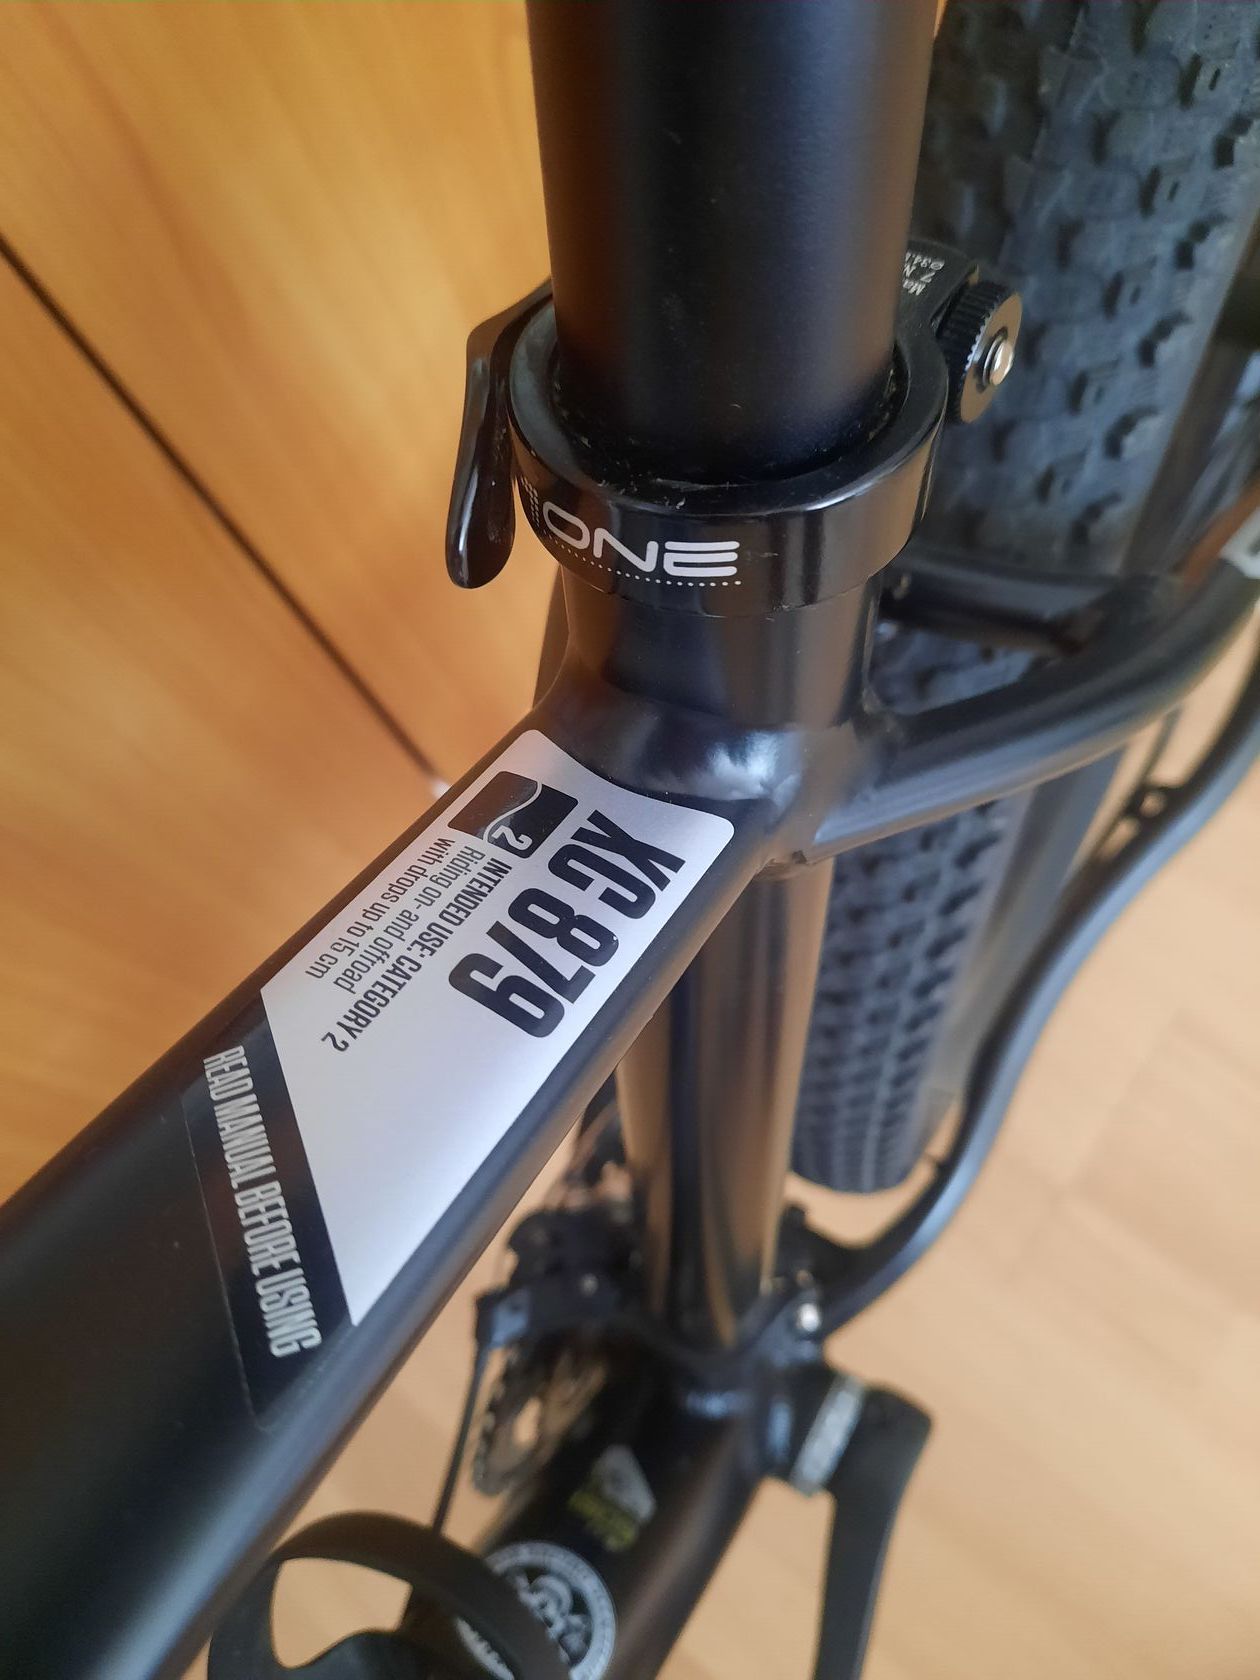 ONE
XG 879
2
INTENDED USE: CATEGORY 2
Riding on- and offroad
with drops up to 15 cm
READ MANUAL BEFORE USING